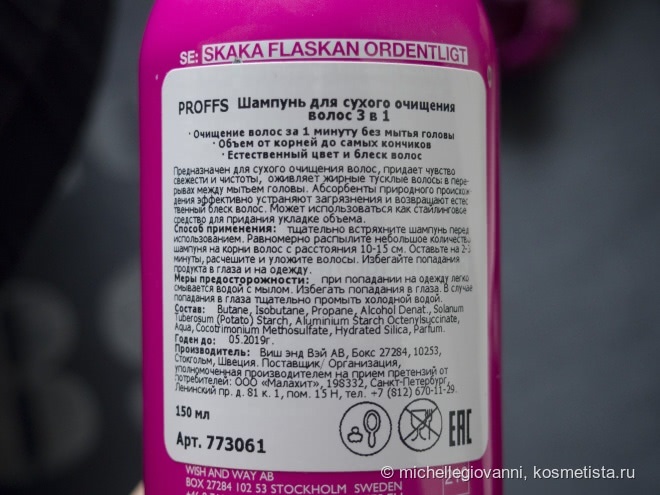 SE: SKAKA FLASKAN ORDENTLIGT
PROFFS Шампунь для сухого очищения
волос 3 в 1
· Очищение волос за 1 минуту без мытья головы
· Объем от корней до самых кончиков
· Естественный цвет и блеск волос
Предназначен для сухого очищения волос, придает чувство
свежести и чистоты, оживляет жирные тусклые волосы в пере-
рывах между мытьем головы. Абсорбенты природного происхож-
дения эффективно устраняют загрязнения и возвращают естес-
твенный блеск волос. Может использоваться как стайлинговое
средство для придания укладке объема.
Способ применения: тщательно встряхните шампунь перед
использованием. Равномерно распылите небольшое количество
шампуня на корни волос с расстояния 10-15 см. Оставьте на 2-3
минуты, расчешите и уложите волосы. Избегайте попадания
продукта в глаза и на одежду.
Меры предосторожности: при попадании на одежду легко
смывается водой с мылом. Избегать попадания в глаза. В случае
попадания в глаза тщательно промыть холодной водой.
Состав: Butane, Isobutane, Propane, Alcohol Denat., Solanum
Tuberosum (Potato) Starch, Aluminium Starch Octenylsuccinate,
Aqua, Cocotrimonium Methosulfate, Hydrated Silica, Parfum.
Годен до: 05.2019г.
Производитель: Виш энд Вэй АВ, Бокс 27284, 10253,
Стокгольм, Швеция. Поставщик/ Организация,
уполномоченная производителем на прием претензий от
потребителей: ООО «Малахит», 198332, Санкт-Петербург,
Ленинский пр. д. 81 к. 1, пом. 15 Н, тел. +7 (812) 670-11-29.
150 мл
Арт. 773061
EAC
WISH AND WAY AB
BOX 27284 102 53 STOCKHOLM SWEDEN
© michellegiovanni, kosmetista.ru